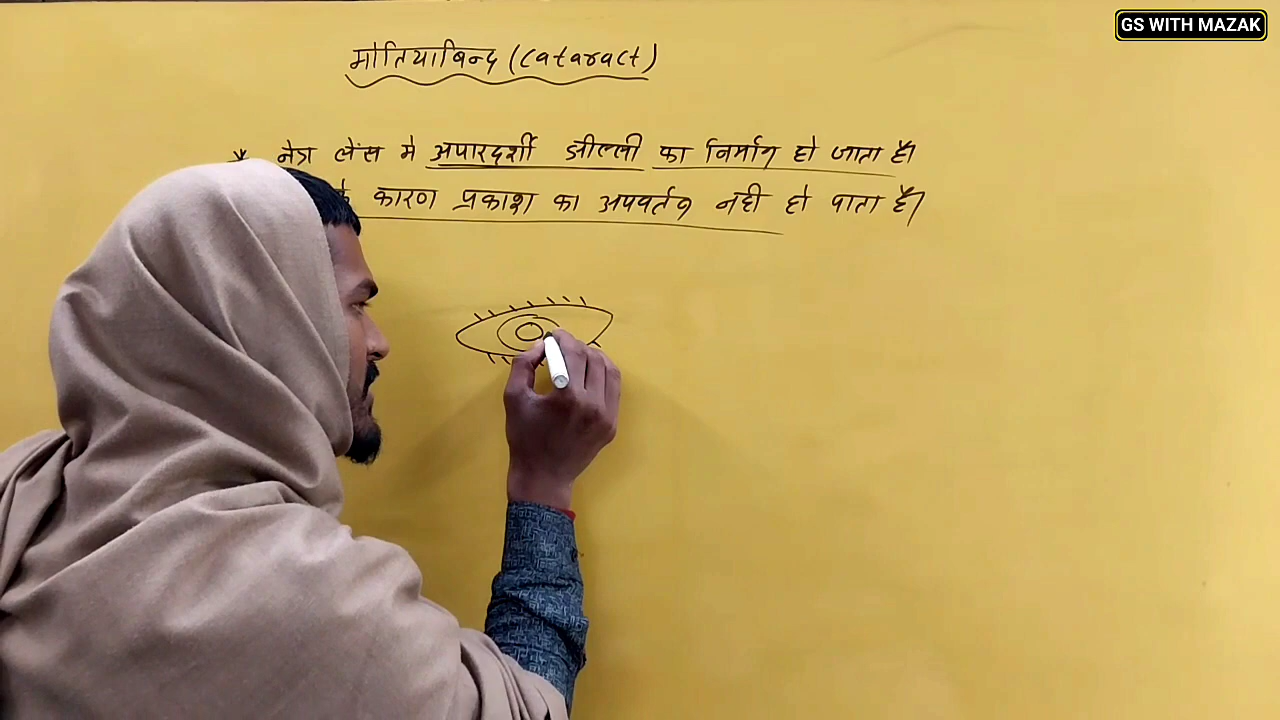 GS WITH MAZAK
मोतियाबिन्द (Cataract)
* नेत्र लेंस मे अपारदर्शी झील्ली का निर्माण हो जाता है।
के कारण प्रकाश का अपवर्तन नही हो पाता है।